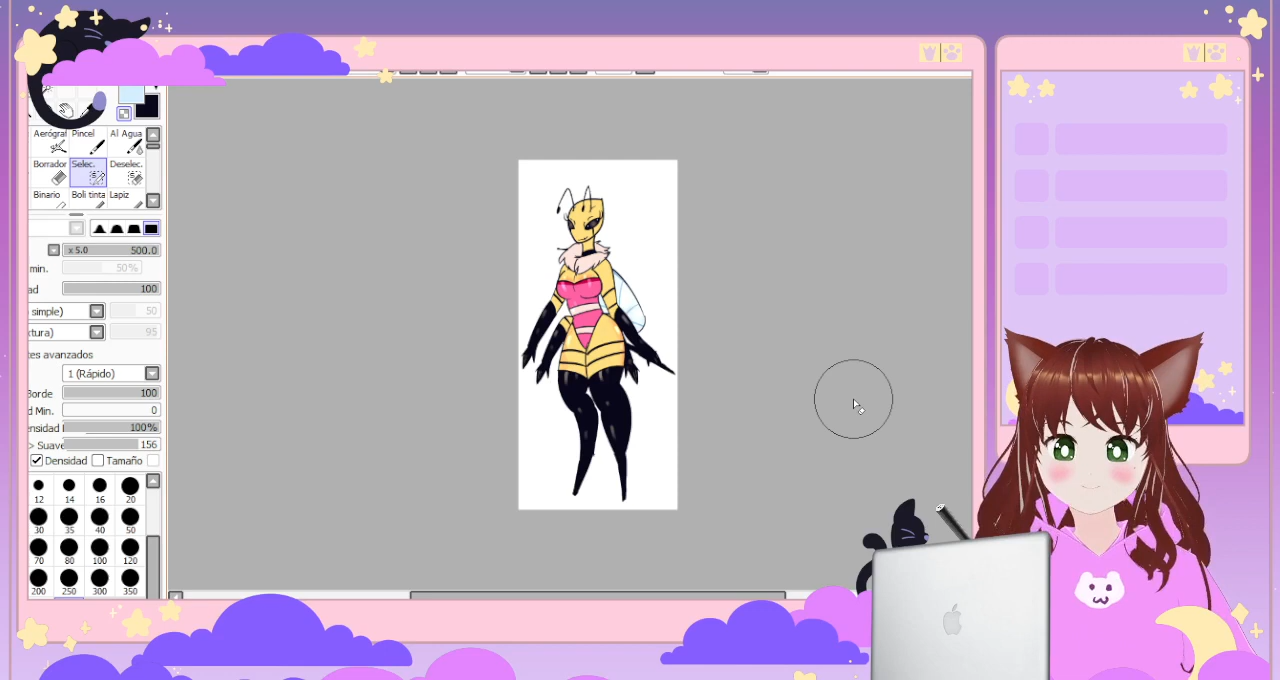 Aerógraf Pincel Al Agua
Borrador Selec. Deselec.
Binario Boli tinta Lapiz
x 5.0 500.0
min. 50%
ad 100
simple) 50
xtura) 95
tes avanzados
1 (Rápido)
Borde 100
d Min. 0
ensidad 100%
> Suave 156
Densidad Tamaño
12 14 16 20
30 35 40 50
70 80 100 120
200 250 300 350